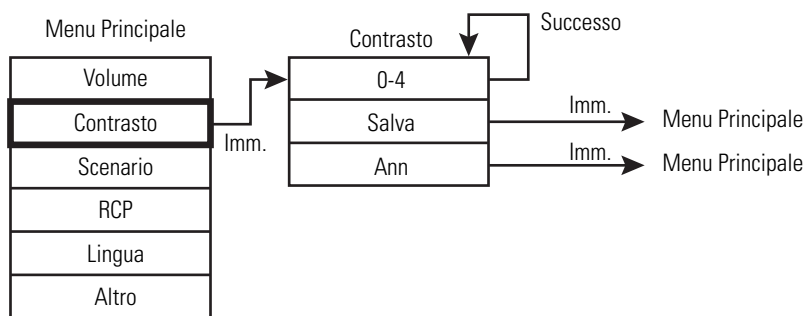 Menu Principale
Volume
Contrasto
Scenario
RCP
Lingua
Altro
Imm.
Contrasto
0-4
Salva
Ann
Successo
Imm.
Menu Principale
Imm.
Menu Principale